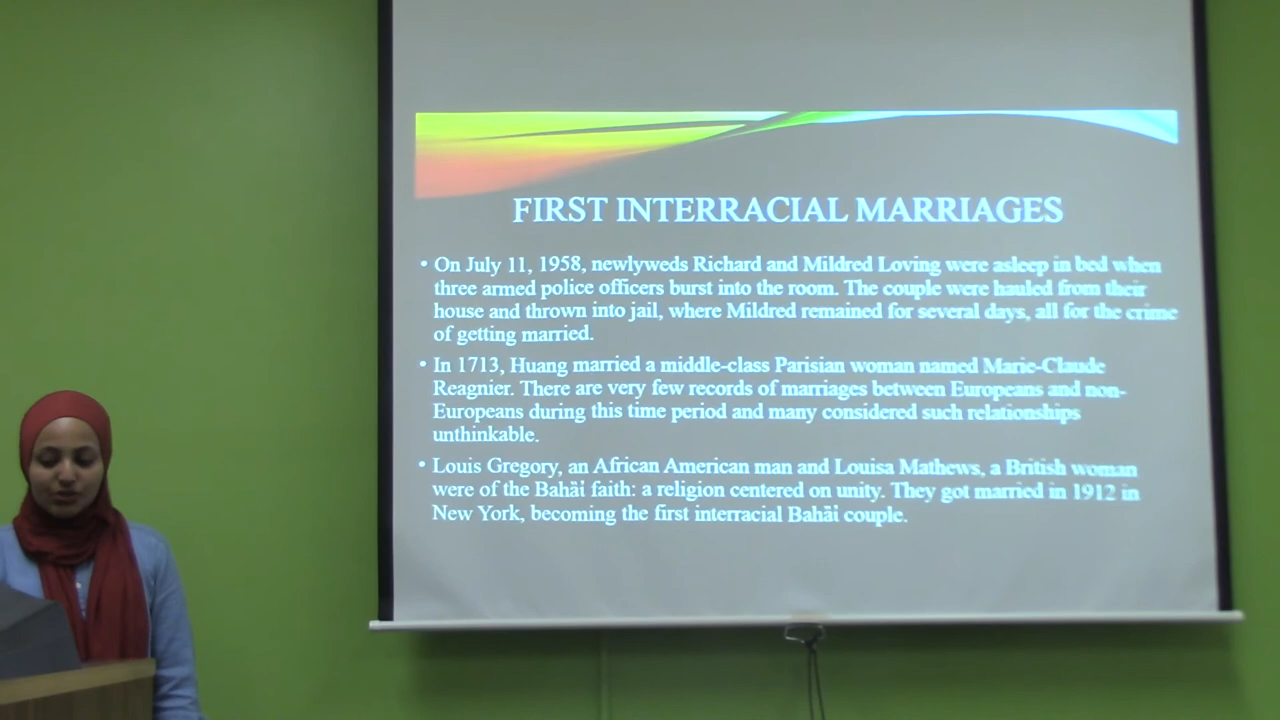 FIRST INTERRACIAL MARRIAGES
• On July 11, 1958, newlyweds Richard and Mildred Loving were asleep in bed when
three armed police officers burst into the room. The couple were hauled from their
house and thrown into jail, where Mildred remained for several days, all for the crime
of getting married.
• In 1713, Huang married a middle-class Parisian woman named Marie-Claude
Reagnier. There are very few records of marriages between Europeans and non-
Europeans during this time period and many considered such relationships
unthinkable.
• Louis Gregory, an African American man and Louisa Mathews, a British woman
were of the Bahāi faith: a religion centered on unity. They got married in 1912 in
New York, becoming the first interracial Bahāi couple.